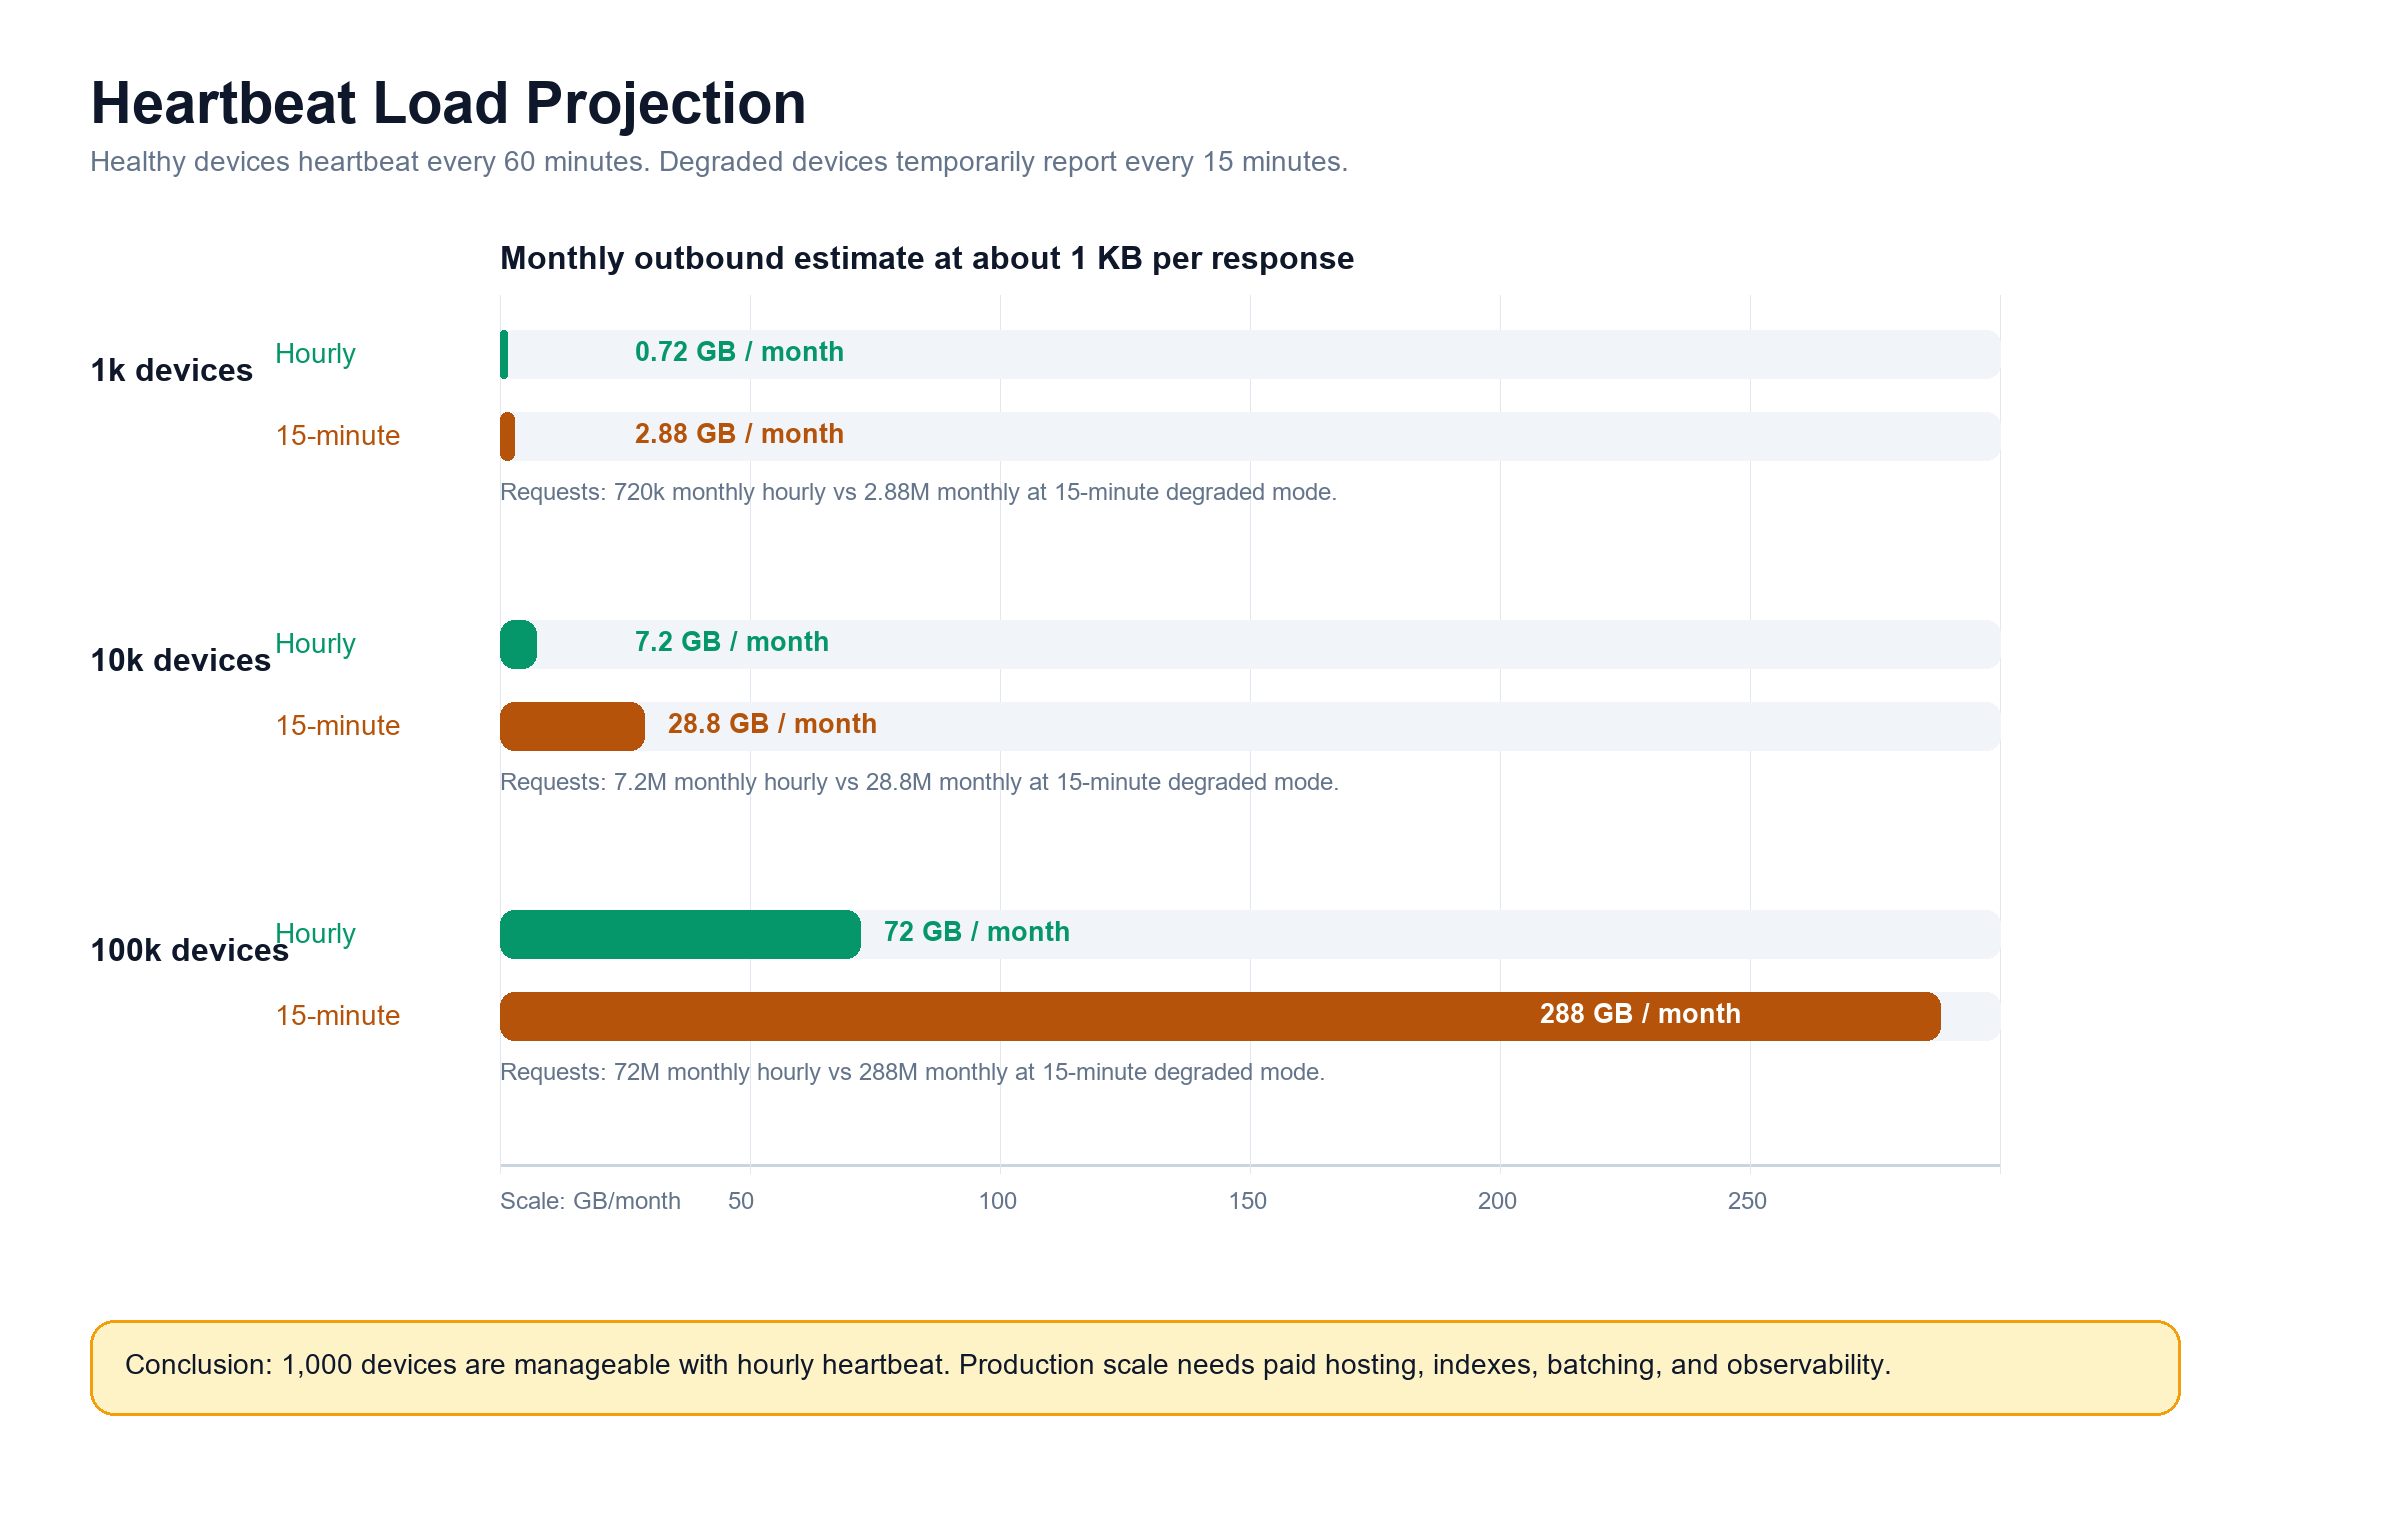 Heartbeat Load Projection
Healthy devices heartbeat every 60 minutes. Degraded devices temporarily report every 15 minutes.
Monthly outbound estimate at about 1 KB per response
1k devices
Hourly
0.72 GB / month
15-minute
2.88 GB / month
Requests: 720k monthly hourly vs 2.88M monthly at 15-minute degraded mode.
10k devices
Hourly
7.2 GB / month
15-minute
28.8 GB / month
Requests: 7.2M monthly hourly vs 28.8M monthly at 15-minute degraded mode.
100k devices
Hourly
72 GB / month
15-minute
288 GB / month
Requests: 72M monthly hourly vs 288M monthly at 15-minute degraded mode.
Scale: GB/month 50 100 150 200 250
Conclusion: 1,000 devices are manageable with hourly heartbeat. Production scale needs paid hosting, indexes, batching, and observability.